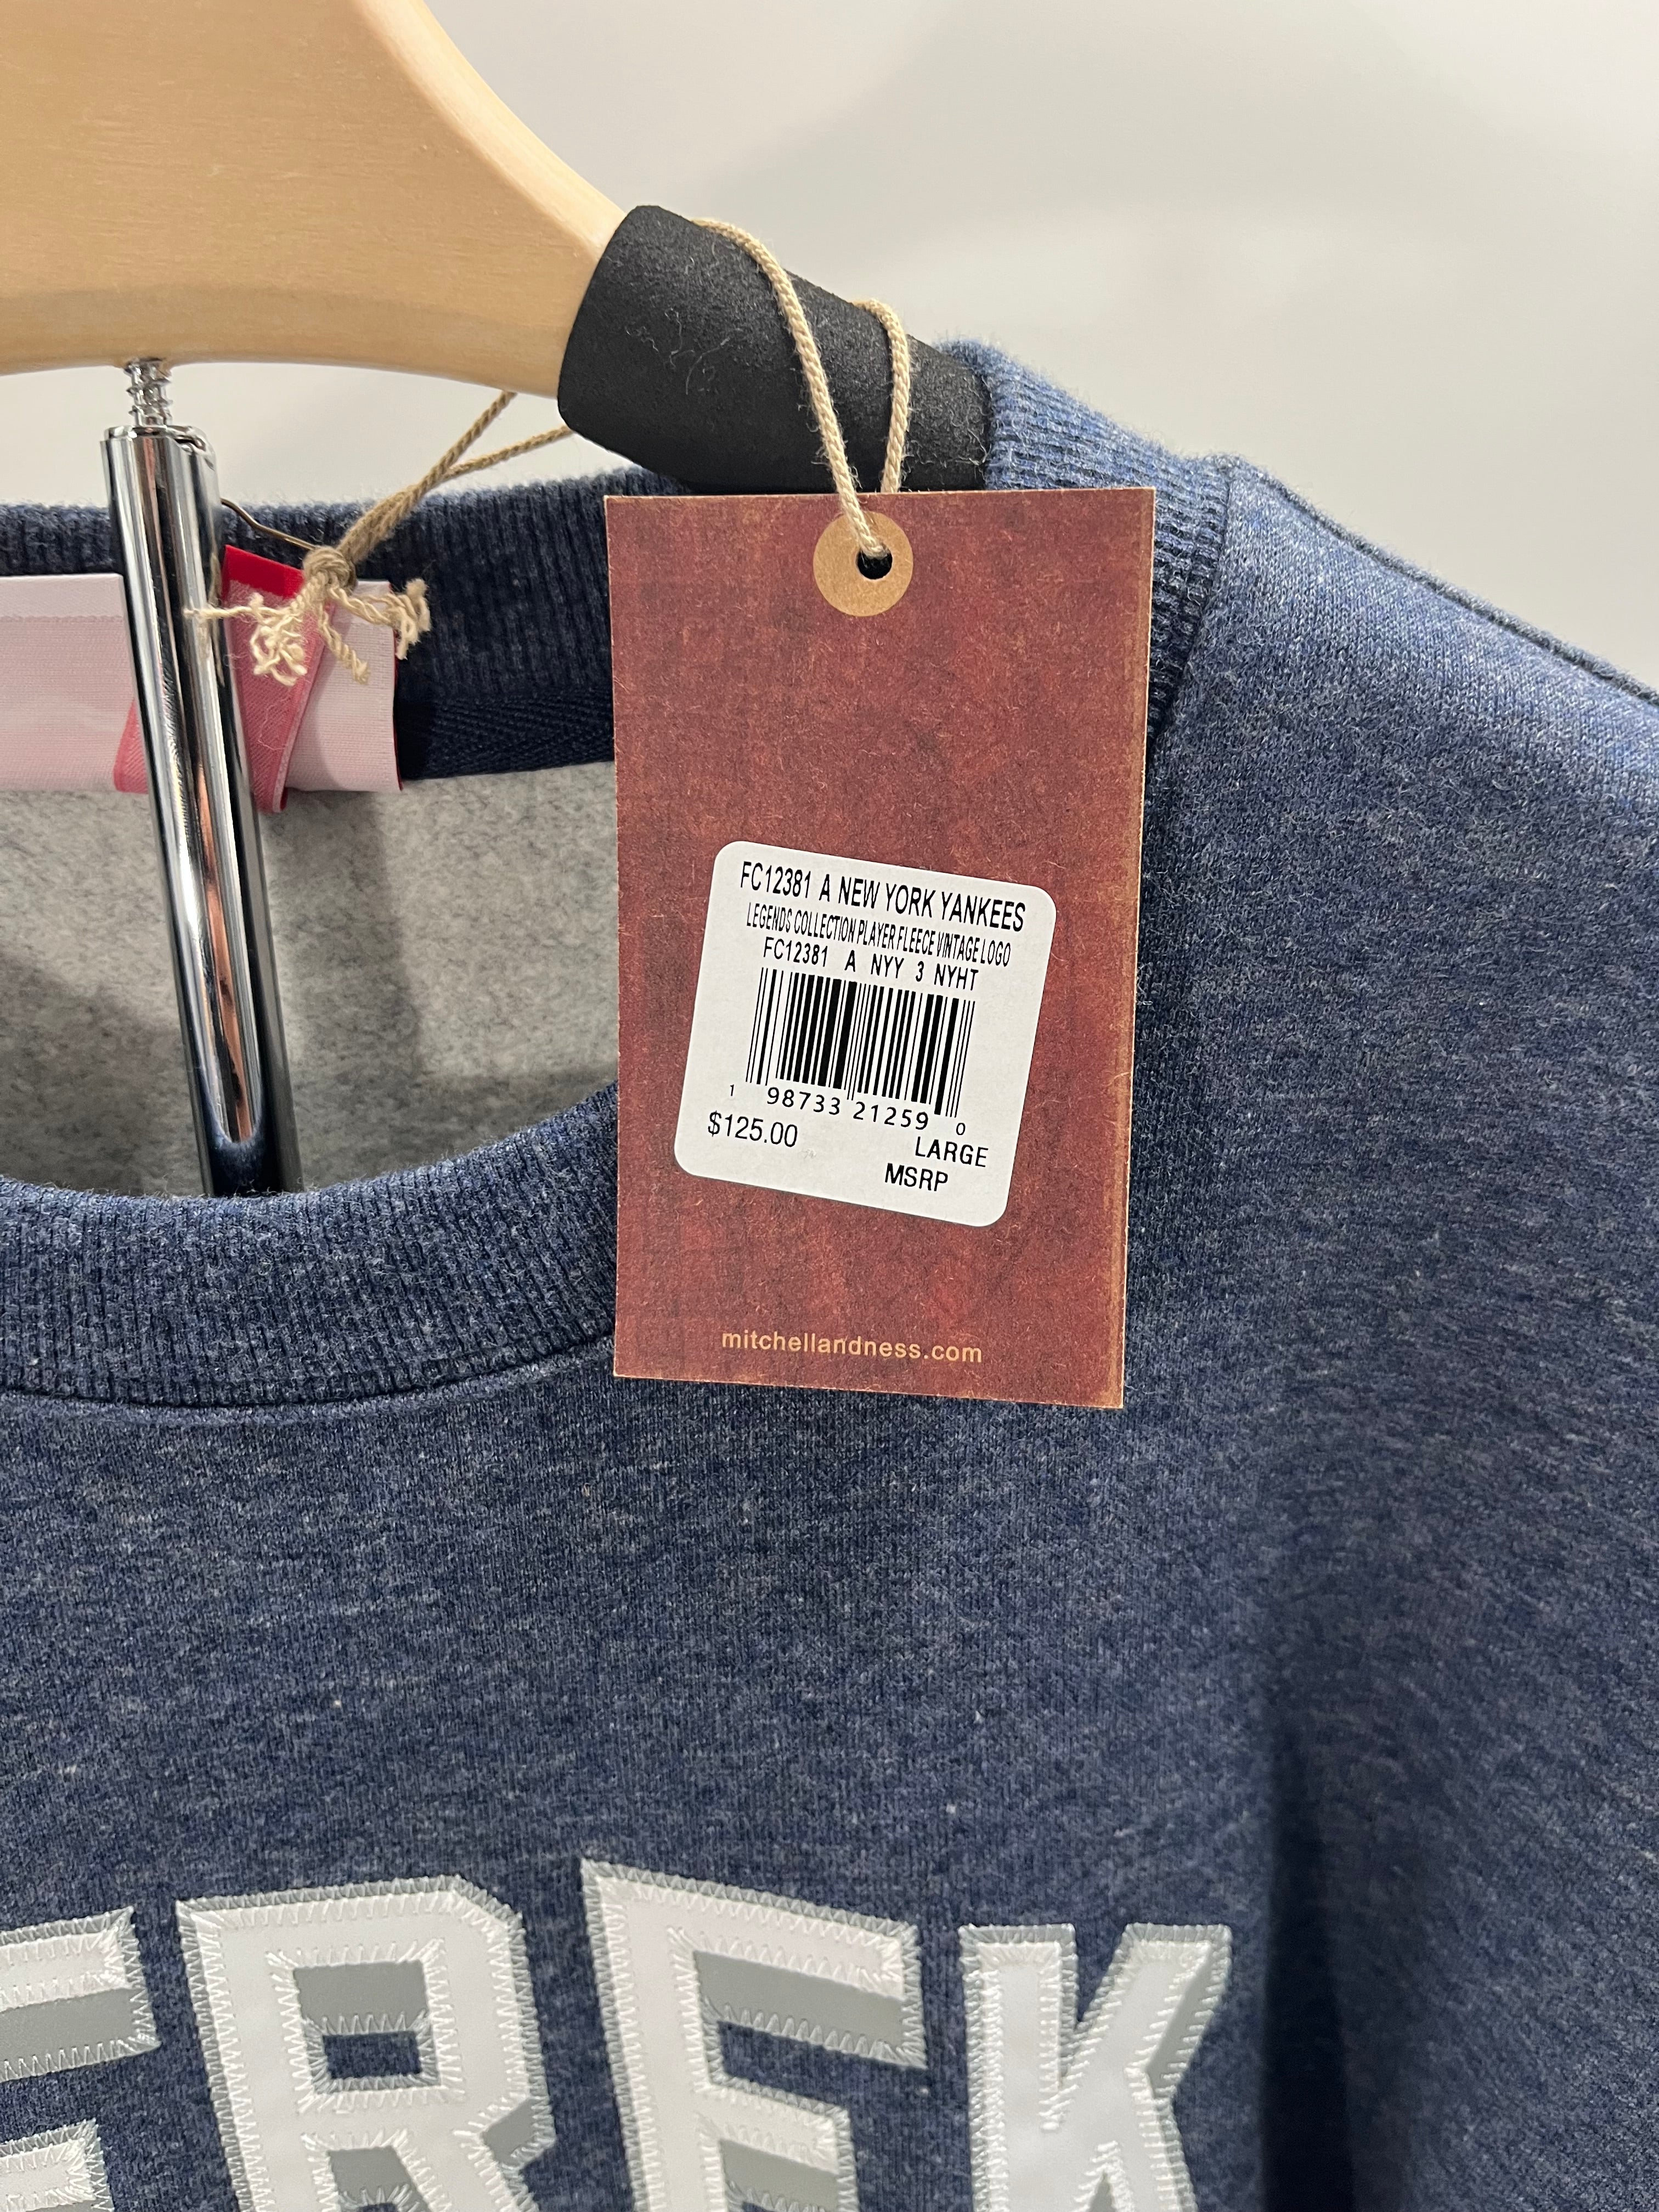 FC12381 A NEW YORK YANKEES
LEGENDS COLLECTION PLAYER FLEECE VINTAGE LOGO
FC12381 A NYY 3 NYHT
1 98733 21259 0
$125.00 LARGE
MSRP
mitchellandness.com
EREK